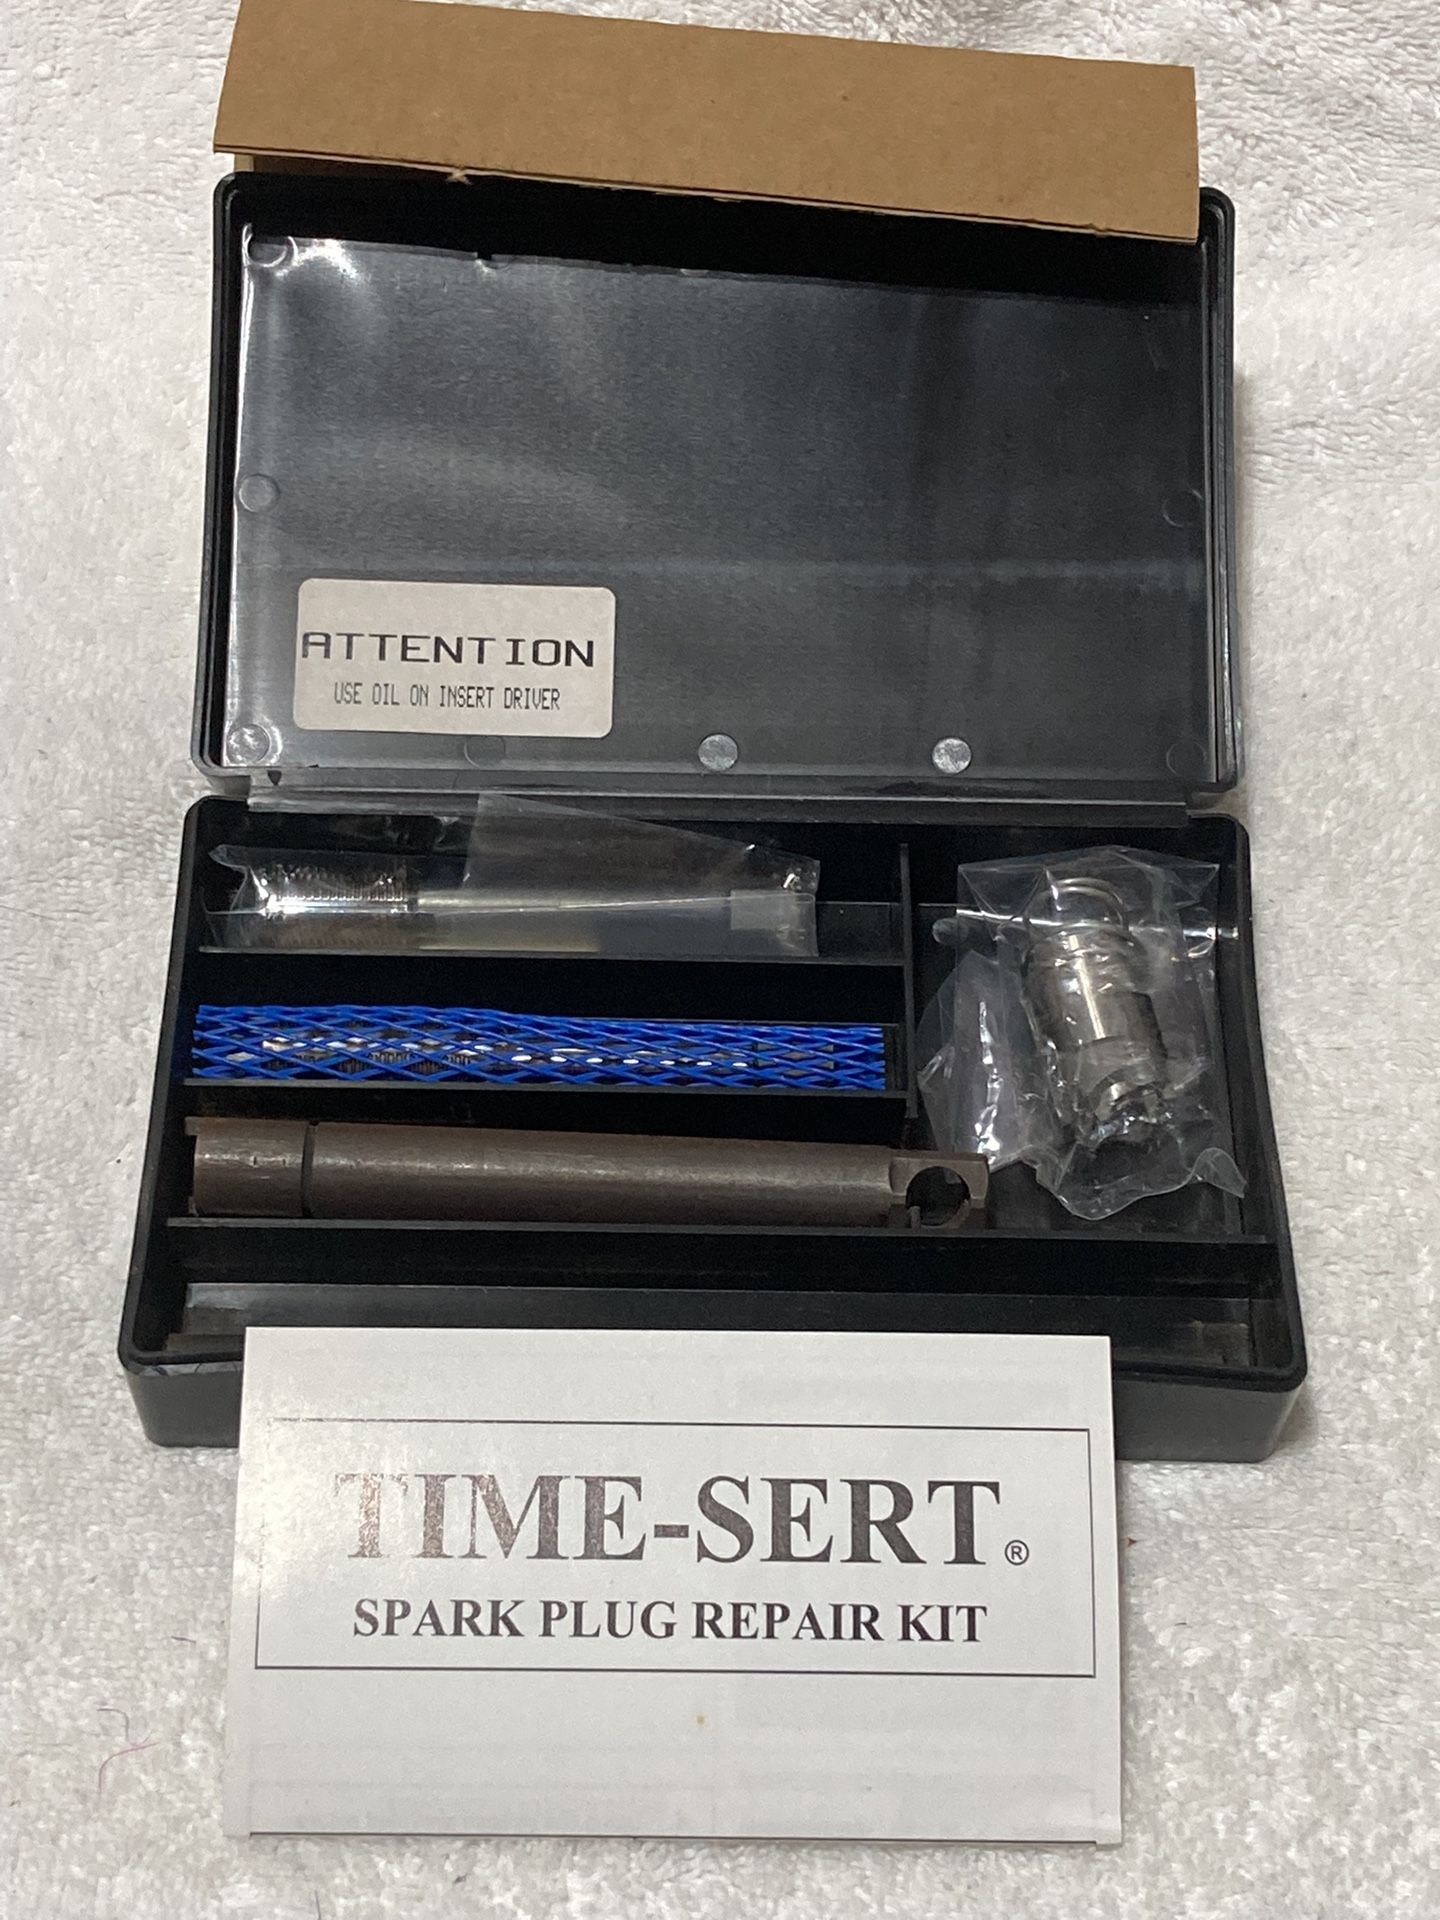 ATTENTION
USE OIL ON INSERT DRIVER
TIME-SERT®
SPARK PLUG REPAIR KIT